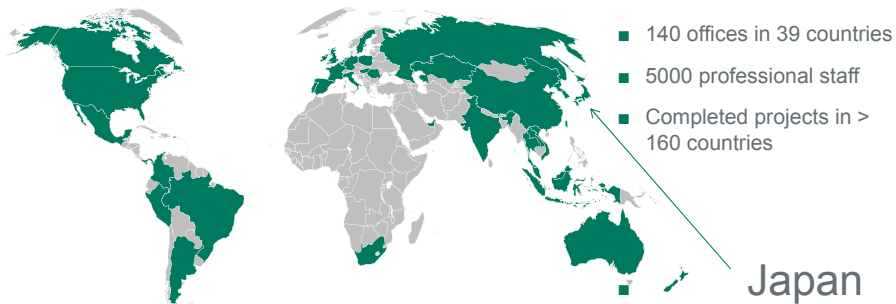 ■ 140 offices in 39 countries
■ 5000 professional staff
■ Completed projects in >
160 countries
■
Japan